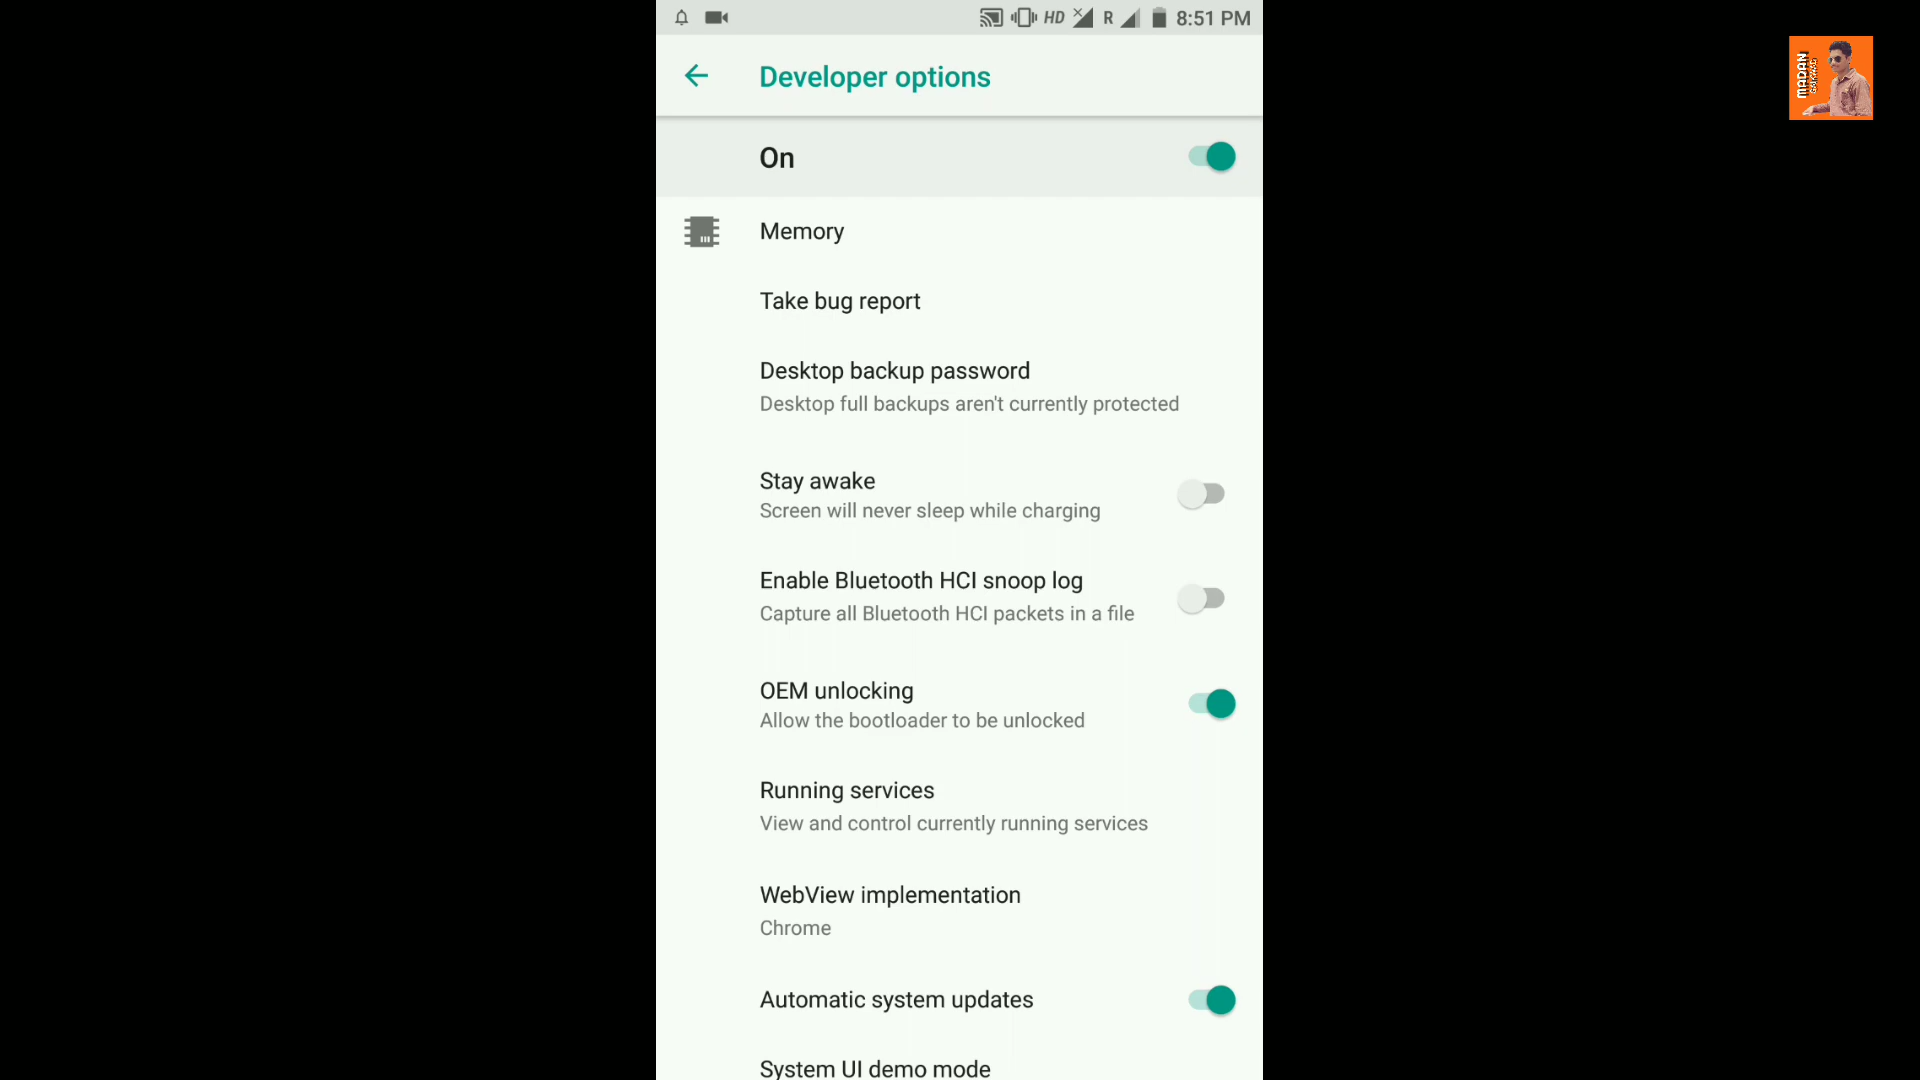 HD R 8:51 PM
Developer options
On
Memory
Take bug report
Desktop backup password
Desktop full backups aren't currently protected
Stay awake
Screen will never sleep while charging
Enable Bluetooth HCI snoop log
Capture all Bluetooth HCI packets in a file
OEM unlocking
Allow the bootloader to be unlocked
Running services
View and control currently running services
WebView implementation
Chrome
Automatic system updates
System UI demo mode
MADAN